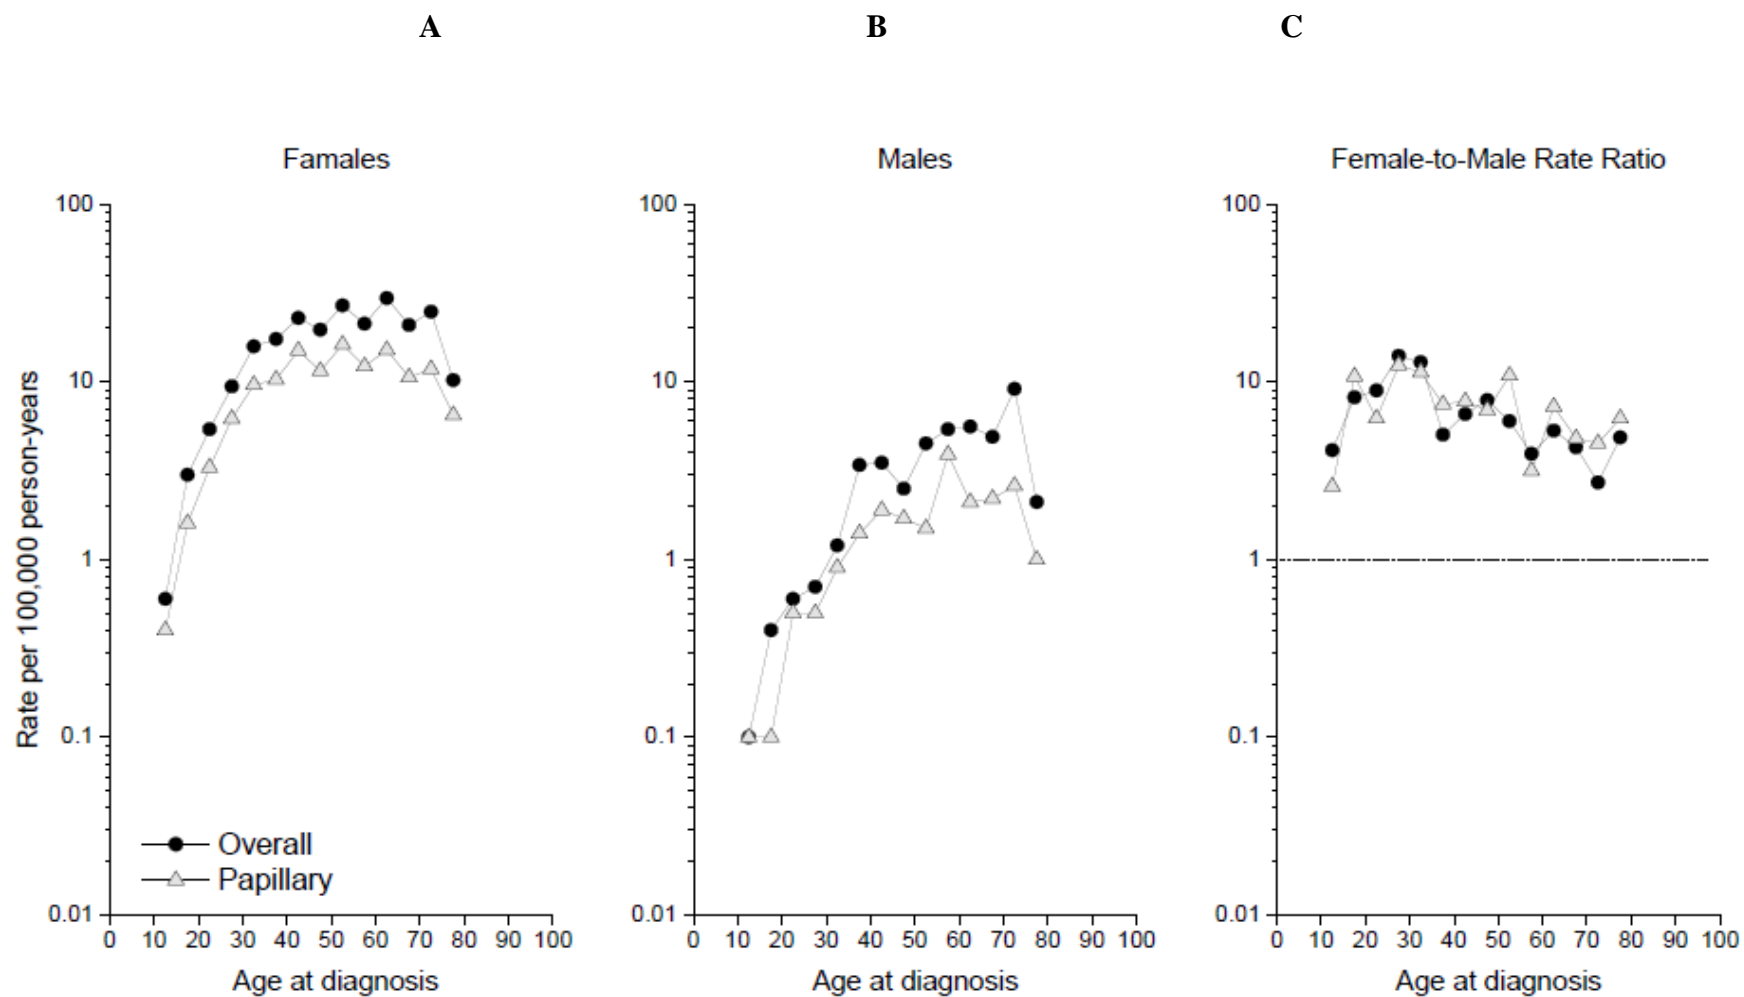 A B C
Famales Males Female-to-Male Rate Ratio
Rate per 100,000 person-years
100
10
1
0.1
0.01
0 10 20 30 40 50 60 70 80 90 100
Age at diagnosis
Overall
Papillary
100
10
1
0.1
0.01
0 10 20 30 40 50 60 70 80 90 100
Age at diagnosis
100
10
1
0.1
0.01
0 10 20 30 40 50 60 70 80 90 100
Age at diagnosis